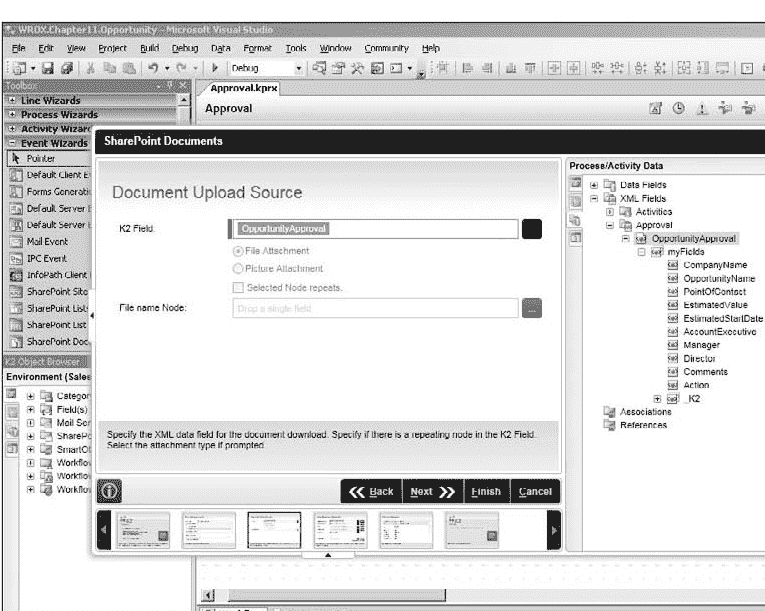 WROX.Chapter11.Opportunity - Microsoft Visual Studio
File Edit View Project Build Debug Data Format Tools Window Community Help
Debug
Toolbox
Line Wizards
Process Wizards
Activity Wizard
Event Wizards
Pointer
Default Client E
Forms Generati
Default Server
Default Server
Mail Event
IPC Event
InfoPath Client
SharePoint Site
SharePoint List
SharePoint List
SharePoint Doc
K2 Object Browser
Environment (Sales
Categor
Field(s)
Mail Ser
SharePo
SmartO
Workflo
Workflo
Workflo
Approval.kprx
Approval
SharePoint Documents
Document Upload Source
K2 Field:
OpportunityApproval
File Attachment
Picture Attachment
Selected Node repeats.
File name Node:
Drop a single field
...
Specify the XML data field for the document download. Specify if there is a repeating node in the K2 Field.
Select the attachment type if prompted.
Back Next Finish Cancel
Process/Activity Data
Data Fields
XML Fields
Activities
Approval
OpportunityApproval
myFields
CompanyName
OpportunityName
PointOfContact
EstimatedValue
EstimatedStartDate
AccountExecutive
Manager
Director
Comments
Action
_K2
Associations
References